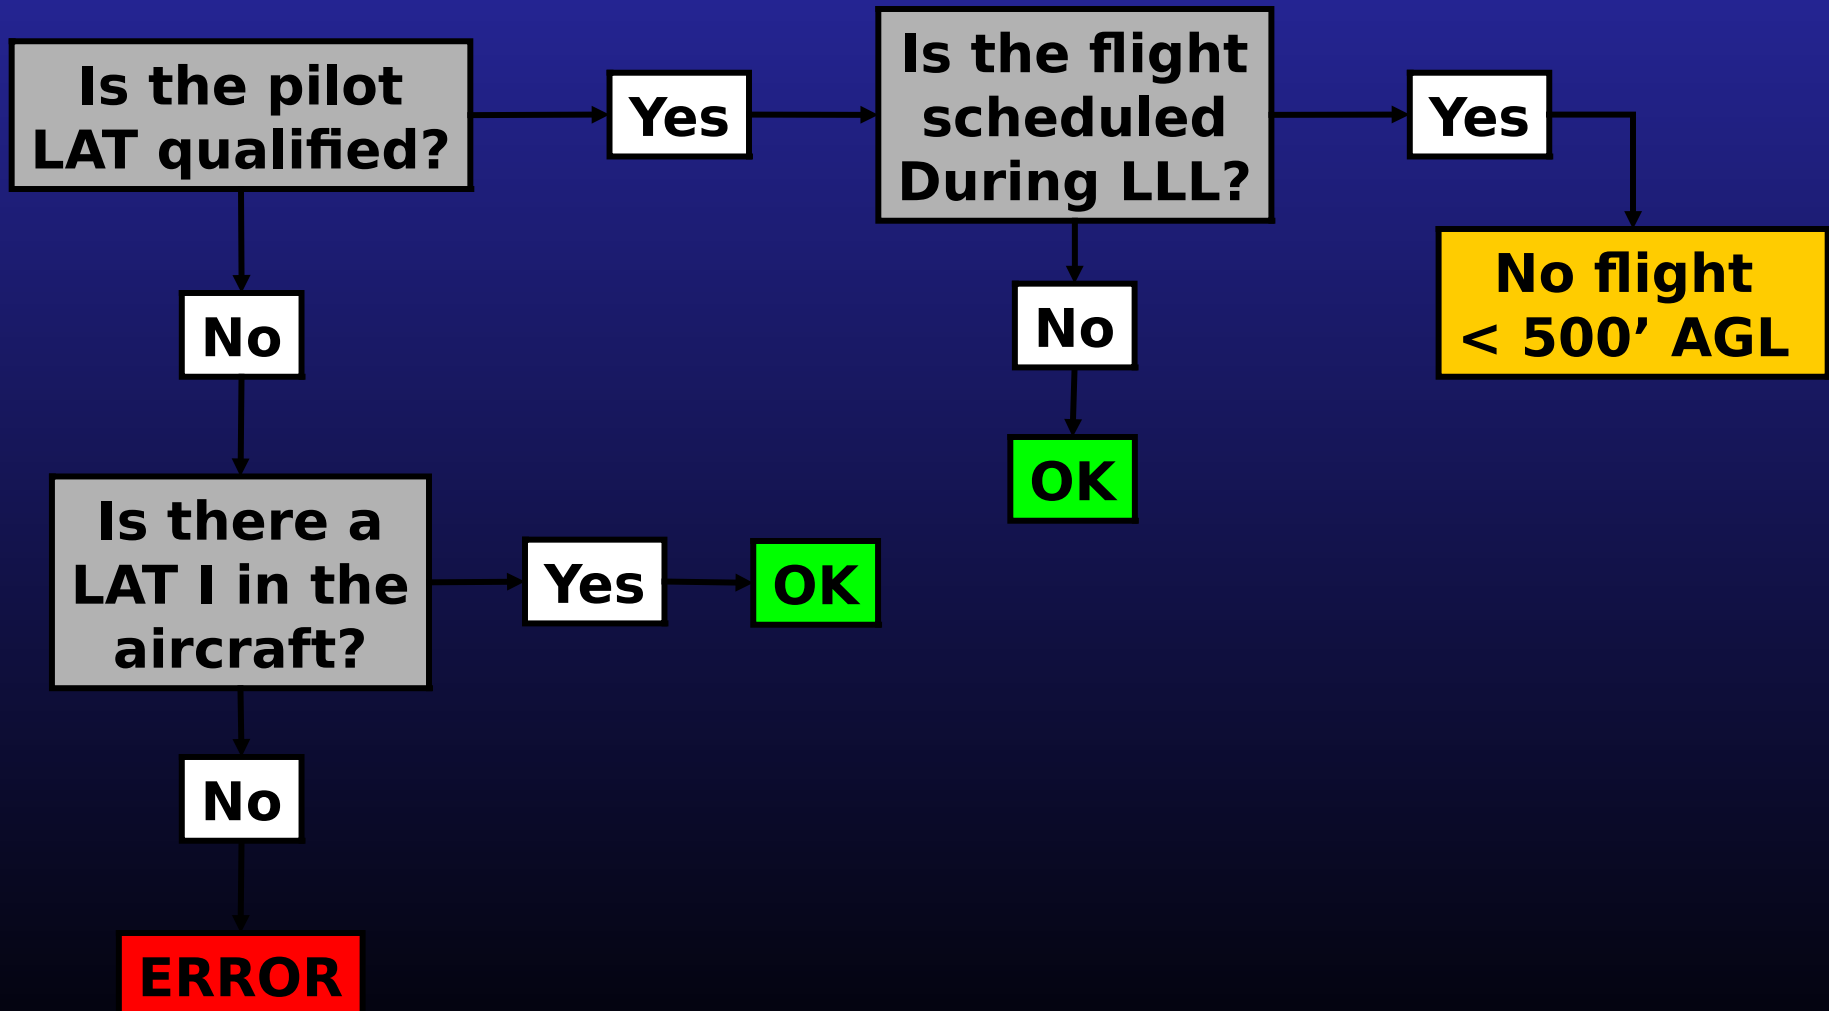 Is the pilot
LAT qualified?
Yes
Is the flight
scheduled
During LLL?
Yes
No flight
< 500’ AGL
No
OK
No
Is there a
LAT I in the
aircraft?
Yes
OK
No
ERROR